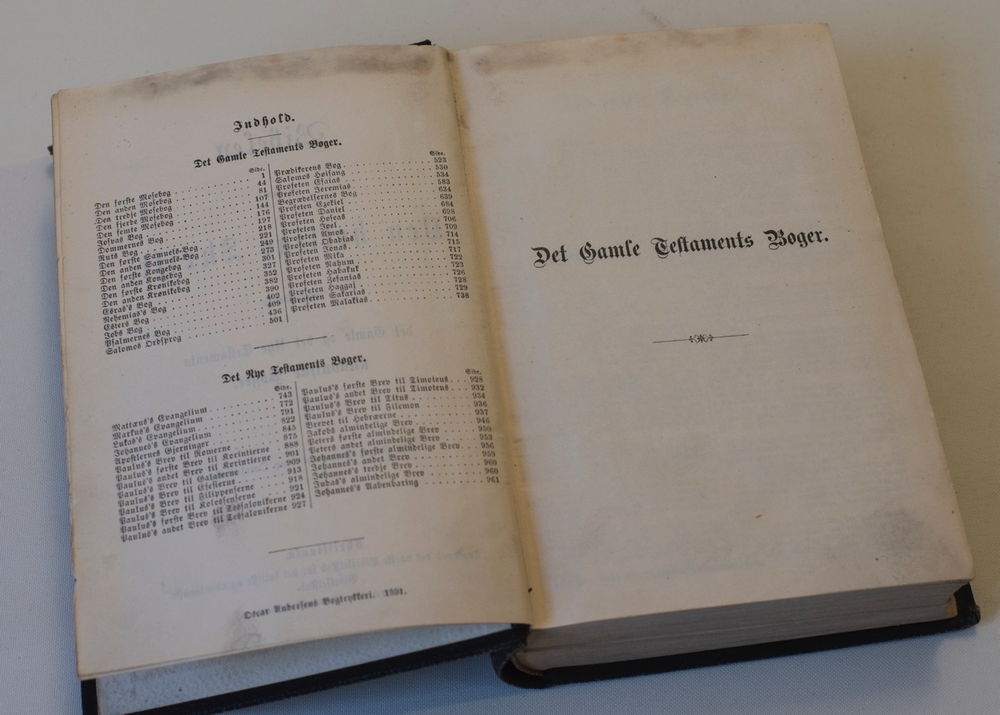 Indhold.
Det Gamle Testaments Bøger.
Side.
Den første Mosebog 1
Den anden Mosebog 44
Den tredje Mosebog 81
Den fjerde Mosebog 107
Den femte Mosebog 144
Josvas Bog 176
Dommernes Bog 197
Ruts Bog 218
Den første Samuels-Bog 221
Den anden Samuels-Bog 249
Den første Kongebog 273
Den anden Kongebog 301
Den første Krønikebog 327
Den anden Krønikebog 352
Esras's Bog 382
Nehemias's Bog 390
Esters Bog 402
Jobs Bog 409
Psalmernes Bog 436
Salomos Ordsprog 501
Side.
Prædikerens Bog 523
Salomos Høisang 530
Profeten Esaias 534
Profeten Jeremias 583
Begrædelsernes Bog 634
Profeten Ezekiel 639
Profeten Daniel 684
Profeten Hoseas 698
Profeten Joel 706
Profeten Amos 709
Profeten Obadias 714
Profeten Jonas 715
Profeten Mika 717
Profeten Nahum 722
Profeten Habakuk 723
Profeten Zefanias 726
Profeten Haggaj 728
Profeten Sakarias 729
Profeten Malakias 738
Det Nye Testaments Bøger.
Side.
Mattæus's Evangelium 743
Markus's Evangelium 772
Lukas's Evangelium 791
Johannes's Evangelium 822
Apostlernes Gjerninger 845
Paulus's Brev til Romerne 875
Paulus's første Brev til Korintierne 888
Paulus's andet Brev til Korintierne 901
Paulus's Brev til Galaterne 909
Paulus's Brev til Efesierne 913
Paulus's Brev til Filippenserne 918
Paulus's Brev til Kolossenserne 921
Paulus's første Brev til Tessalonikerne 924
Paulus's andet Brev til Tessalonikerne 927
Side.
Paulus's første Brev til Timoteus 928
Paulus's andet Brev til Timoteus 932
Paulus's Brev til Titus 934
Paulus's Brev til Filemon 936
Brevet til Hebræerne 937
Jakobs almindelige Brev 946
Peters første almindelige Brev 950
Peters andet almindelige Brev 953
Johannes's første almindelige Brev 956
Johannes's andet Brev 959
Johannes's tredje Brev 960
Judas's almindelige Brev 960
Johannes's Aabenbaring 961
Oscar Andersens Bogtrykkeri. 1891.
Det Gamle Testaments Bøger.